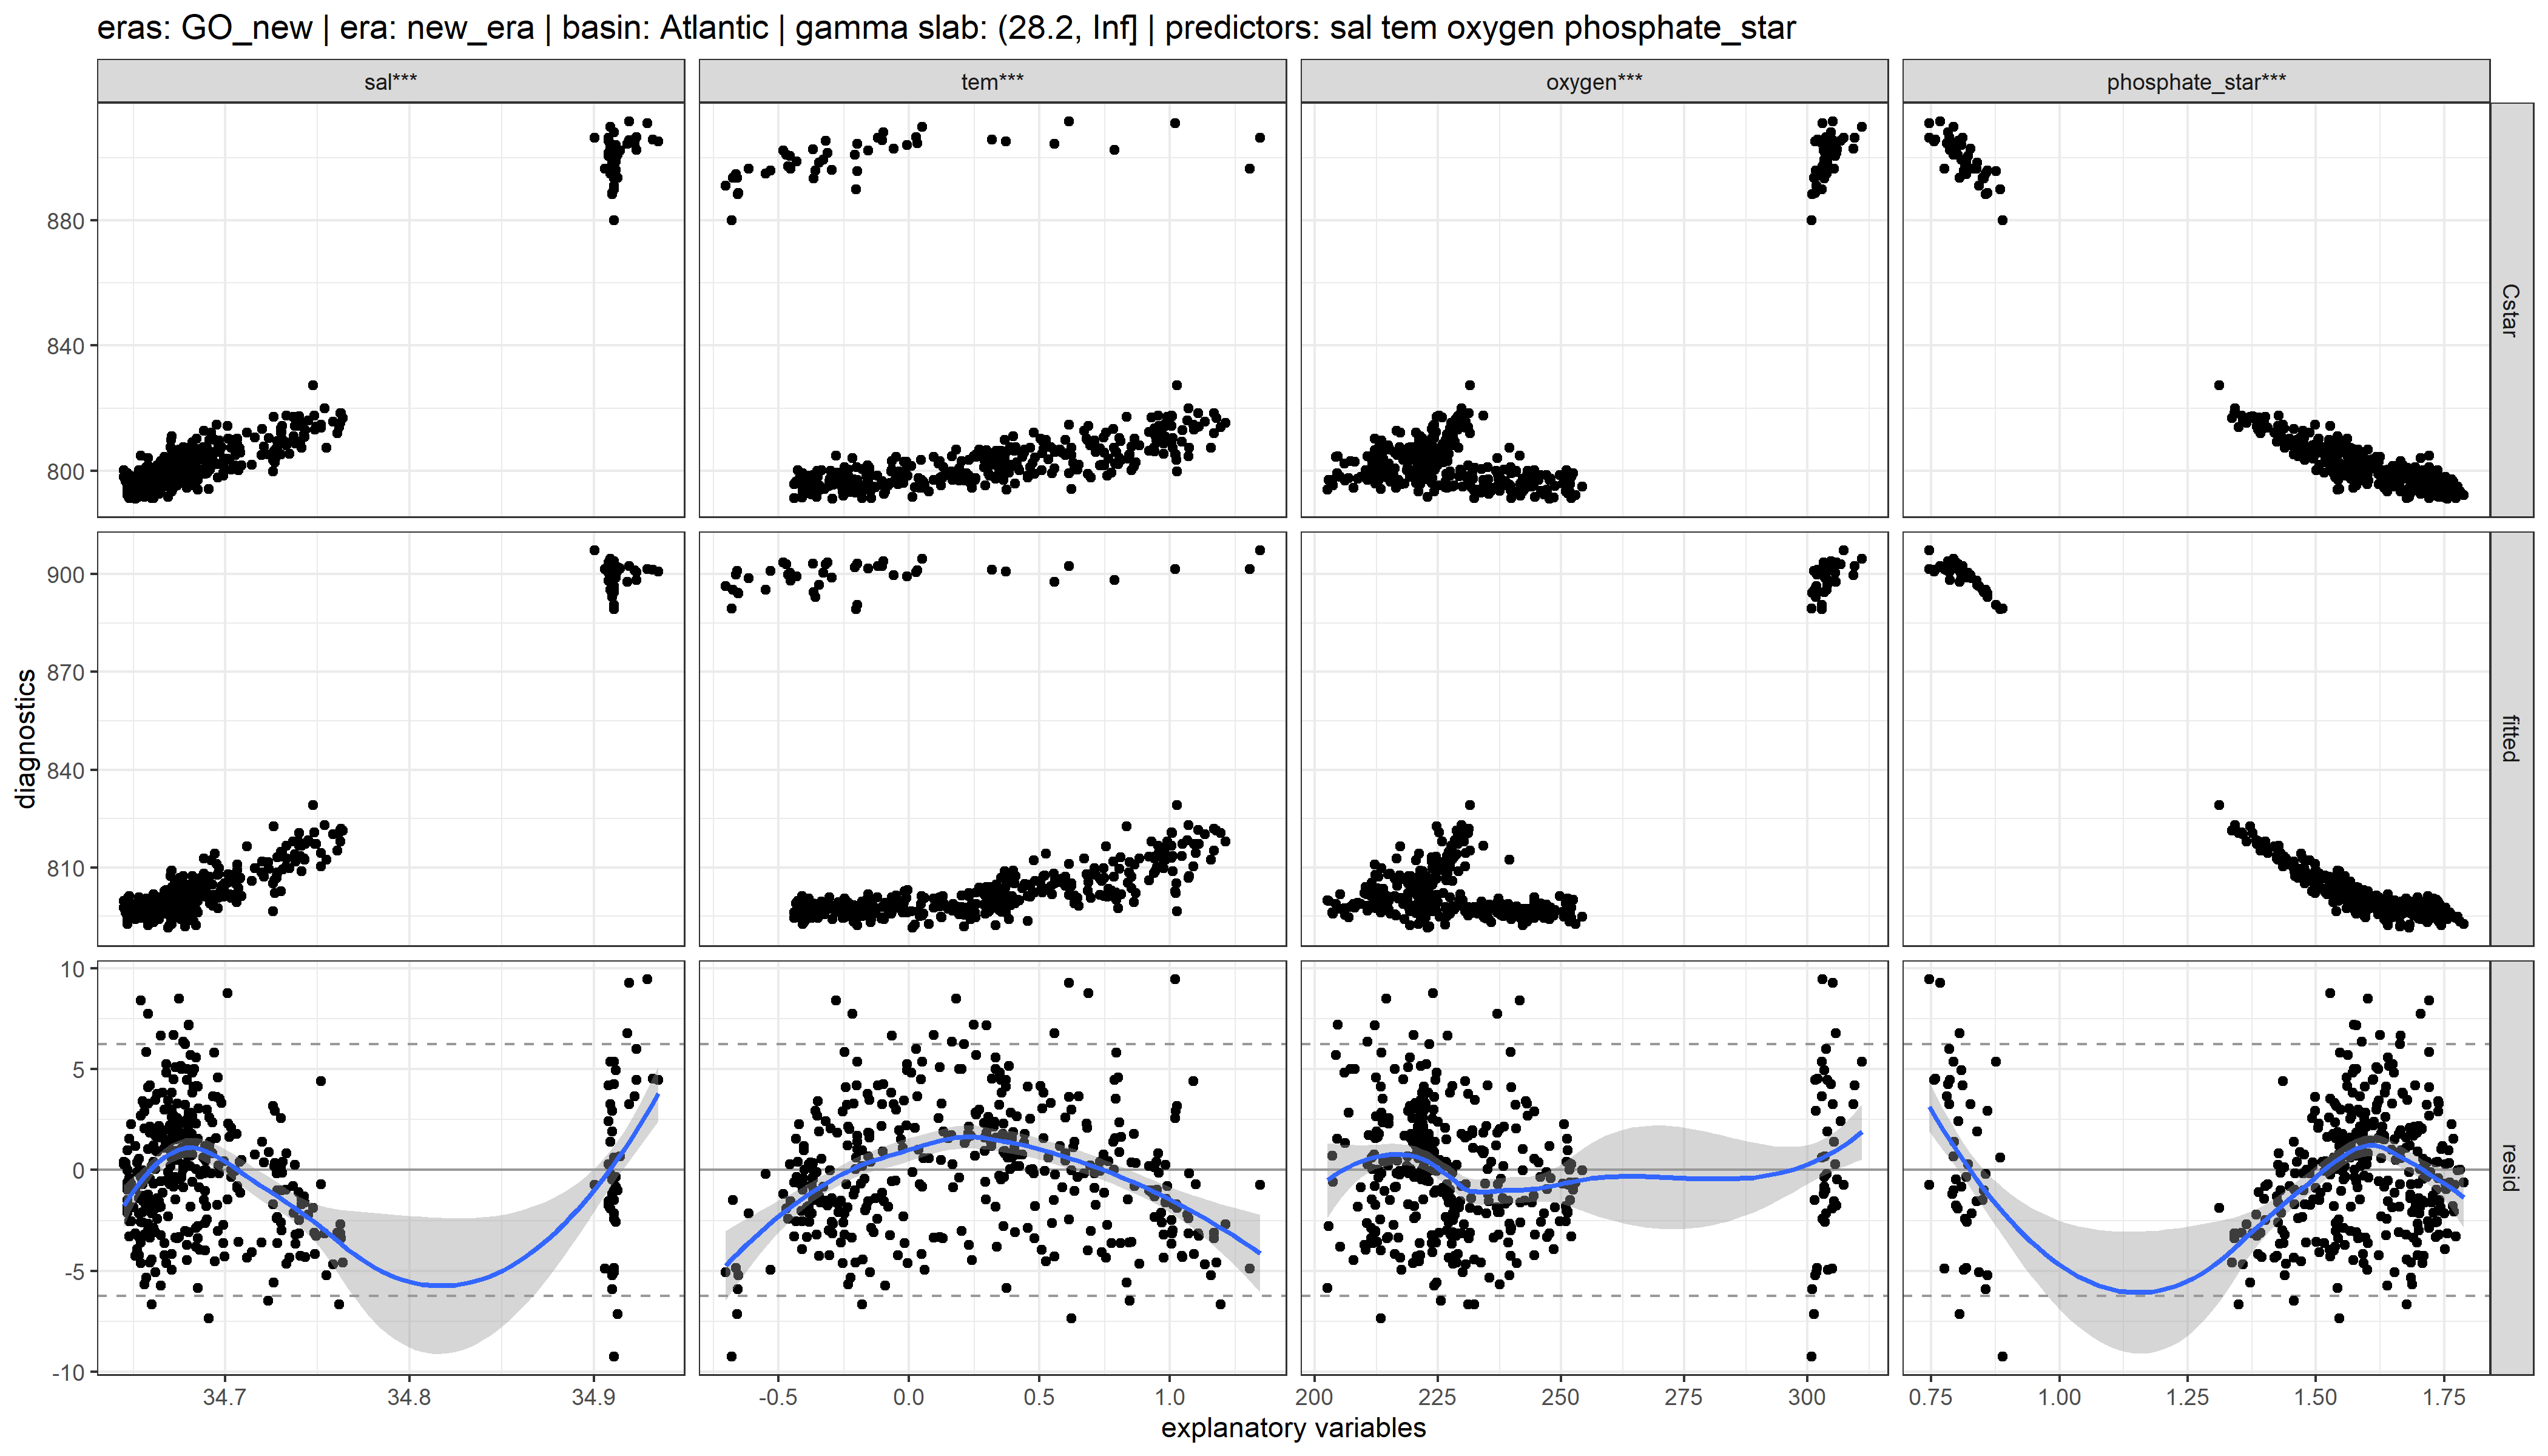 eras: GO_new | era: new_era | basin: Atlantic | gamma slab: (28.2, Inf] | predictors: sal tem oxygen phosphate_star
sal*** tem*** oxygen*** phosphate_star***
880
840
800
Cstar
900
870
840
810
fitted
diagnostics
10
5
0
-5
-10
resid
34.7 34.8 34.9 -0.5 0.0 0.5 1.0 200 225 250 275 300 0.75 1.00 1.25 1.50 1.75
explanatory variables